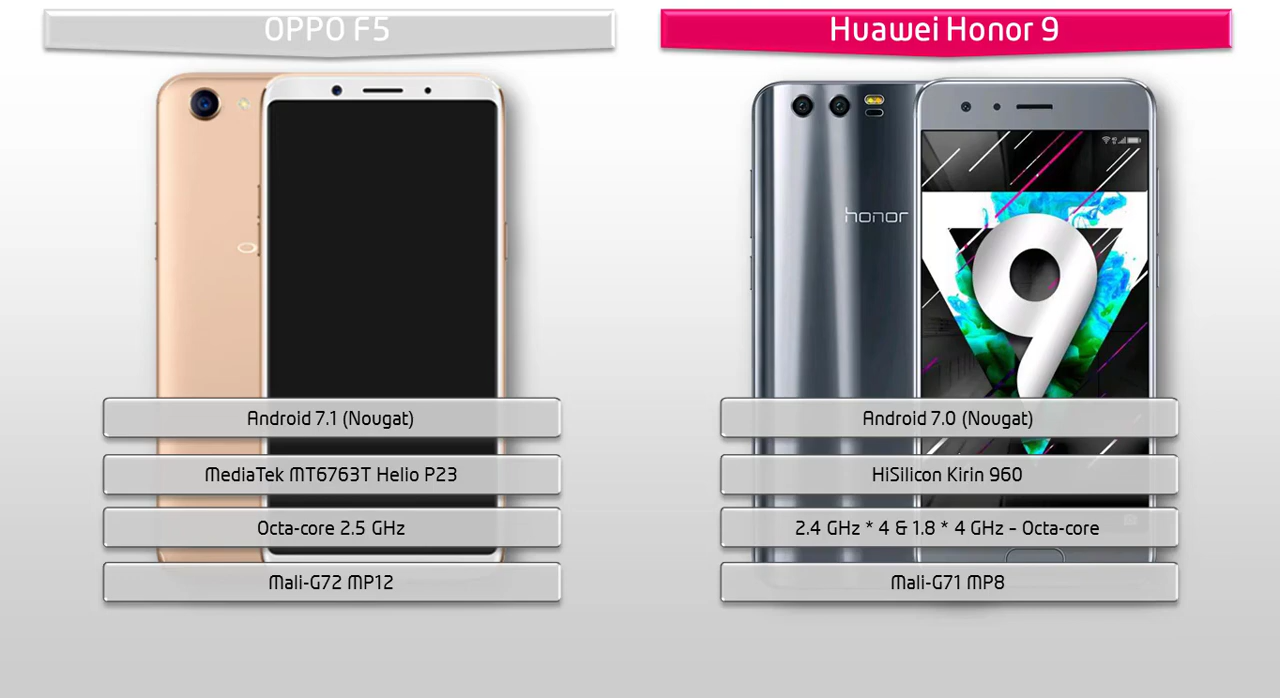 OPPO F5
Huawei Honor 9
honor
9
Android 7.1 (Nougat)
MediaTek MT6763T Helio P23
Octa-core 2.5 GHz
Mali-G72 MP12
Android 7.0 (Nougat)
HiSilicon Kirin 960
2.4 GHz * 4 & 1.8 * 4 GHz – Octa-core
Mali-G71 MP8